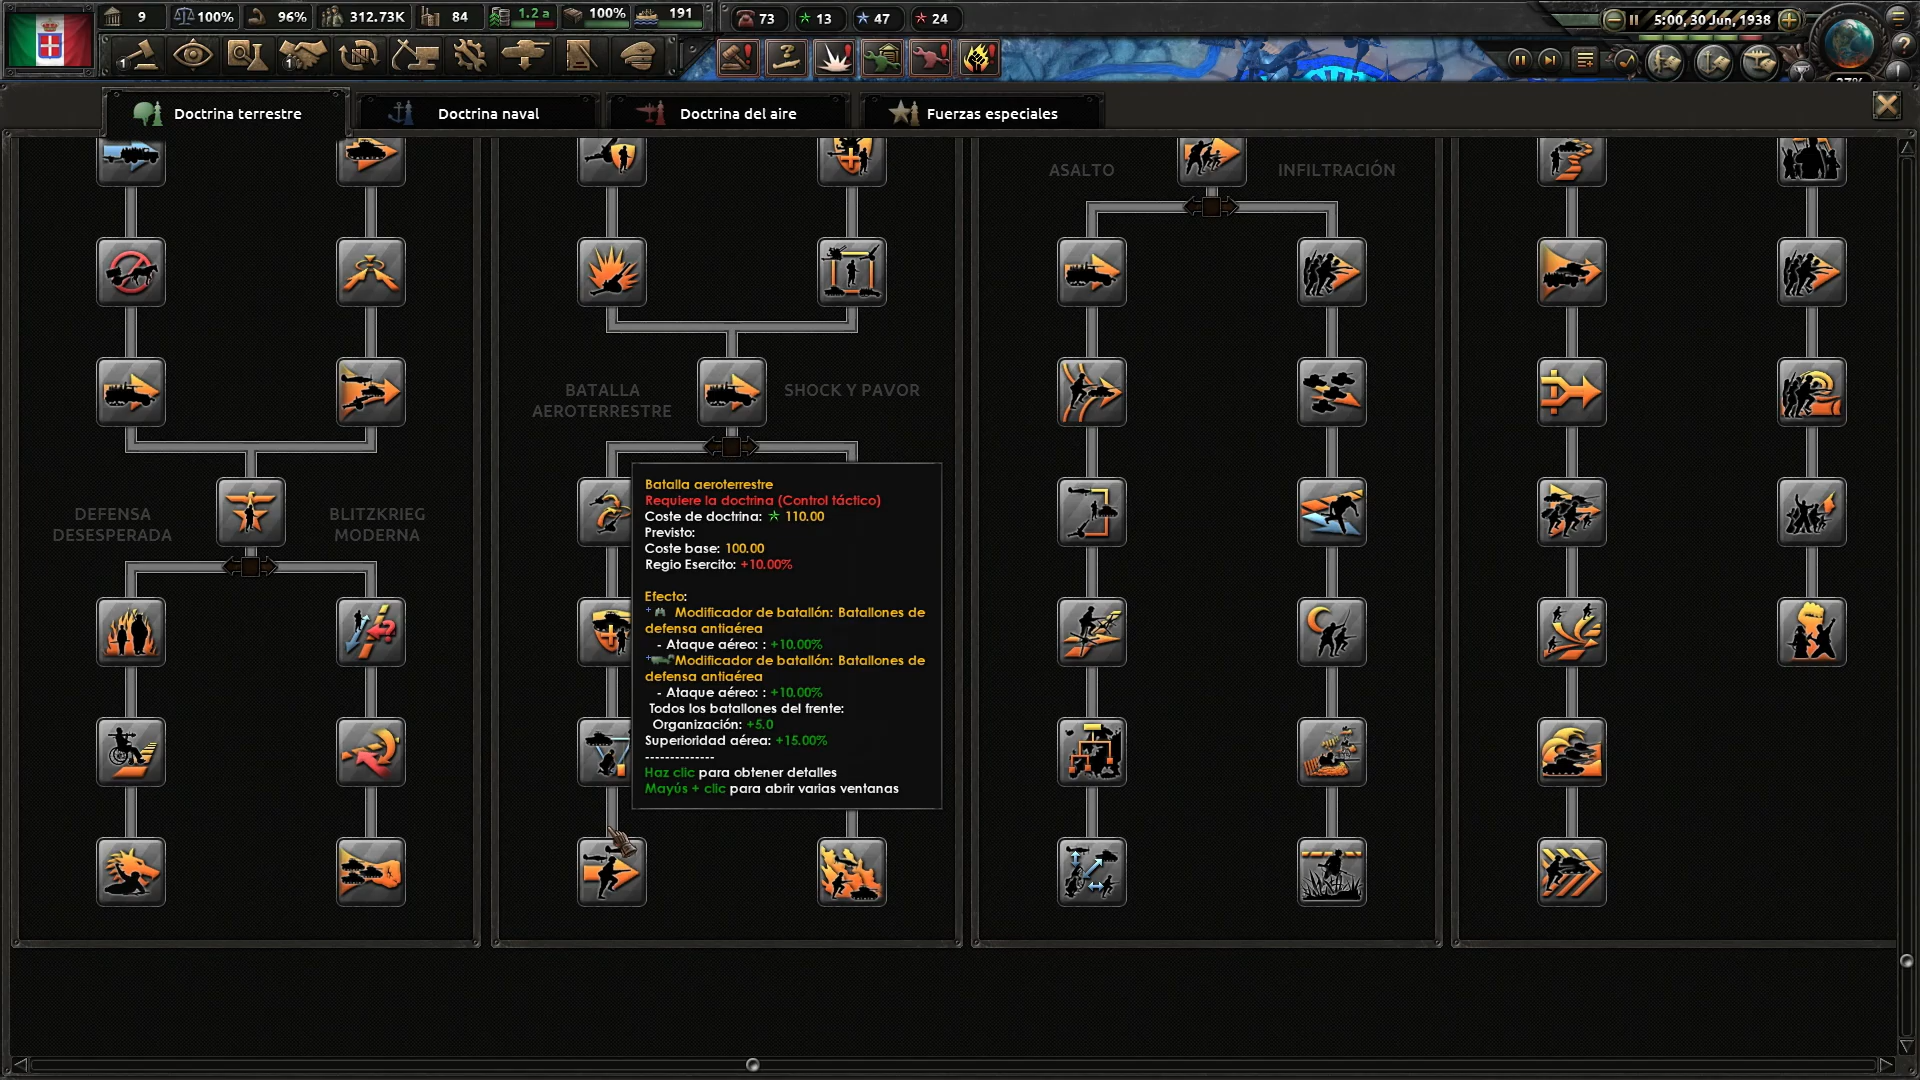 9
100%
96%
312.73K
84
1.2 a
100%
191
73
13
47
24
5:00, 30 Jun, 1938
1
1
Doctrina terrestre
Doctrina naval
Doctrina del aire
Fuerzas especiales
ASALTO
INFILTRACIÓN
BATALLA
AEROTERRESTRE
SHOCK Y PAVOR
DEFENSA
DESESPERADA
BLITZKRIEG
MODERNA
Batalla aeroterrestre
Requiere la doctrina (Control táctico)
Coste de doctrina: 110.00
Previsto:
Coste base: 100.00
Regio Esercito: +10.00%
Efecto:
Modificador de batallón: Batallones de
defensa antiaérea
- Ataque aéreo: : +10.00%
Modificador de batallón: Batallones de
defensa antiaérea
- Ataque aéreo: : +10.00%
Todos los batallones del frente:
Organización: +5.0
Superioridad aérea: +15.00%
--------------
Haz clic para obtener detalles
Mayús + clic para abrir varias ventanas